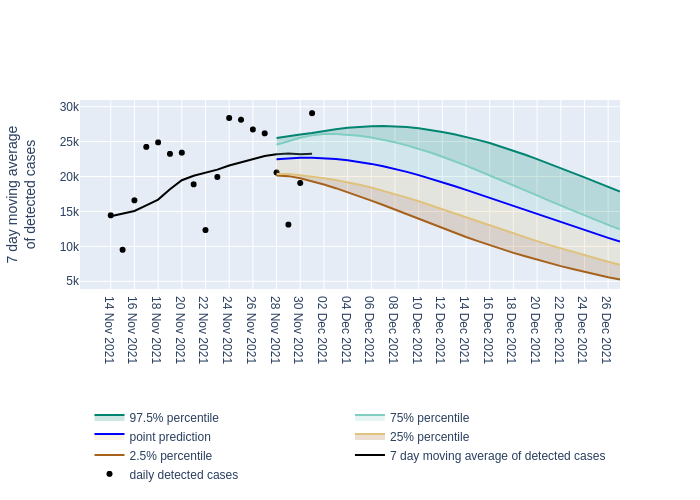 7 day moving average
of detected cases
30k
25k
20k
15k
10k
5k
14 Nov 2021
16 Nov 2021
18 Nov 2021
20 Nov 2021
22 Nov 2021
24 Nov 2021
26 Nov 2021
28 Nov 2021
30 Nov 2021
02 Dec 2021
04 Dec 2021
06 Dec 2021
08 Dec 2021
10 Dec 2021
12 Dec 2021
14 Dec 2021
16 Dec 2021
18 Dec 2021
20 Dec 2021
22 Dec 2021
24 Dec 2021
26 Dec 2021
97.5% percentile
75% percentile
point prediction
25% percentile
2.5% percentile
7 day moving average of detected cases
daily detected cases